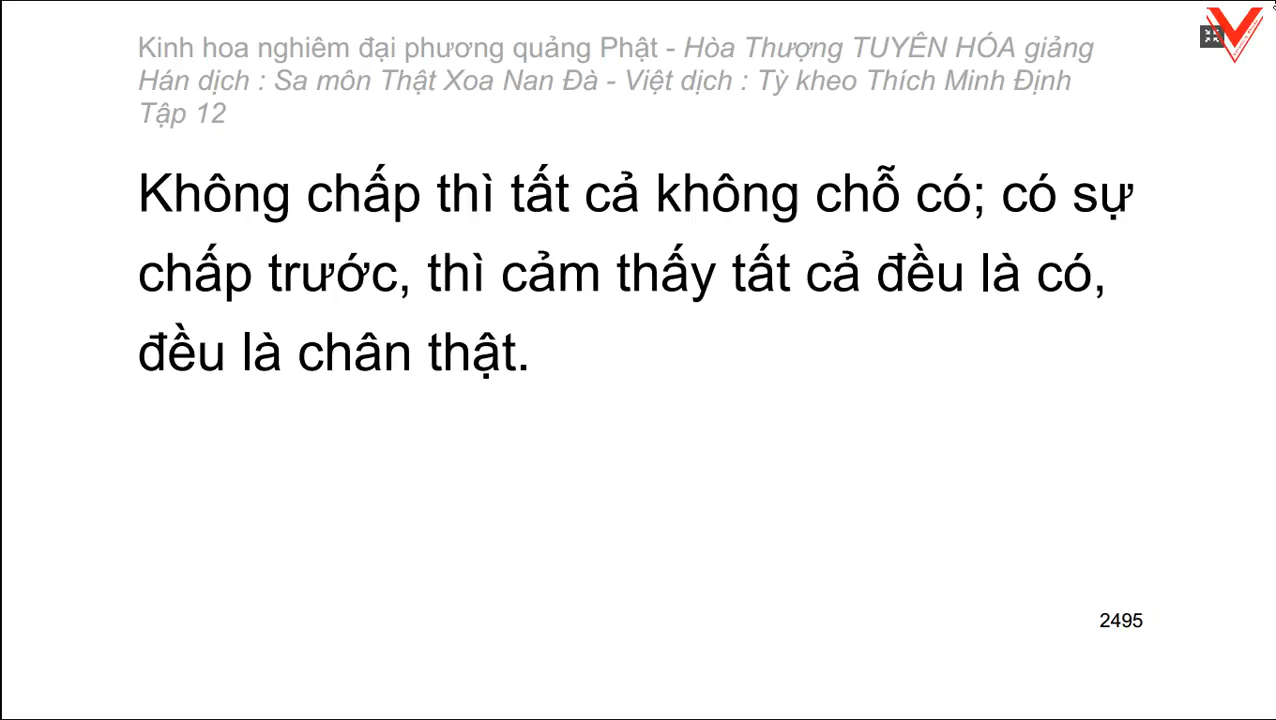 Kinh hoa nghiêm đại phương quảng Phật - Hòa Thượng TUYÊN HÓA giảng
Hán dịch : Sa môn Thật Xoa Nan Đà - Việt dịch : Tỳ kheo Thích Minh Định
Tập 12
Không chấp thì tất cả không chỗ có; có sự
chấp trước, thì cảm thấy tất cả đều là có,
đều là chân thật.
2495